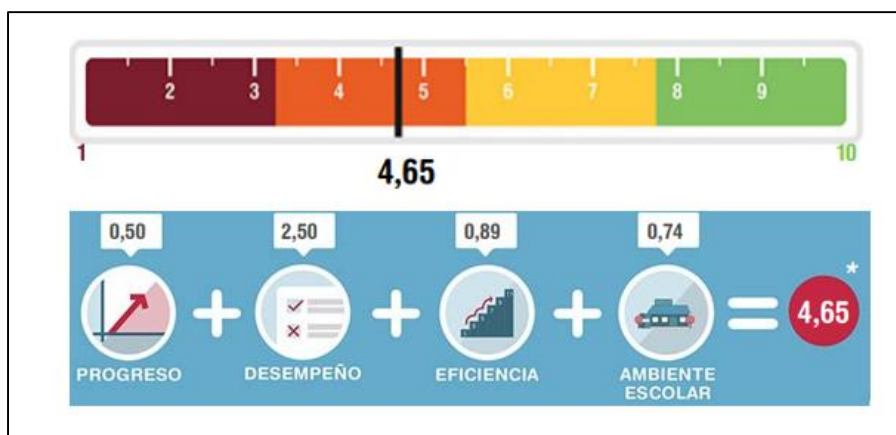 2 3 4 5 6 7 8 9
1 10
4,65
0,50 2,50 0,89 0,74
*
4,65
PROGRESO DESEMPEÑO EFICIENCIA AMBIENTE
ESCOLAR